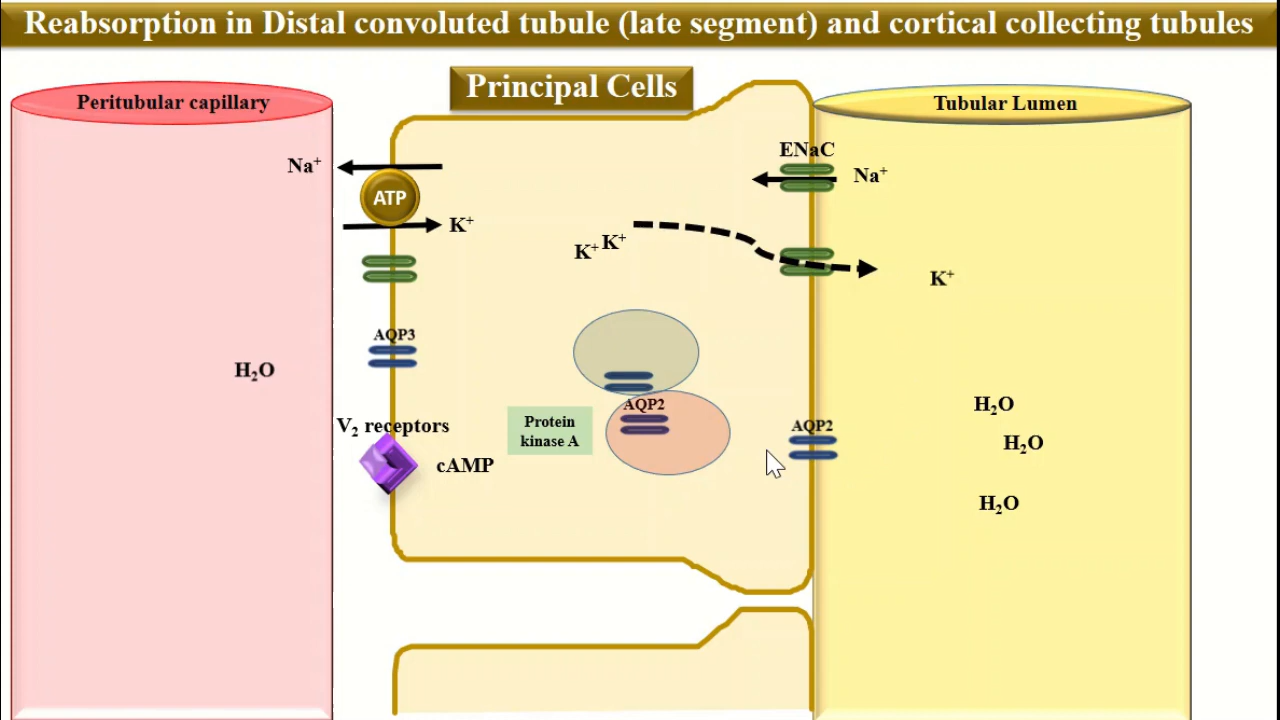 Reabsorption in Distal convoluted tubule (late segment) and cortical collecting tubules
Principal Cells
Peritubular capillary
Tubular Lumen
ENaC
Na⁺
Na⁺
ATP
K⁺
K⁺
K⁺
K⁺
AQP3
H₂O
AQP2
H₂O
V₂ receptors
Protein
kinase A
AQP2
H₂O
cAMP
H₂O